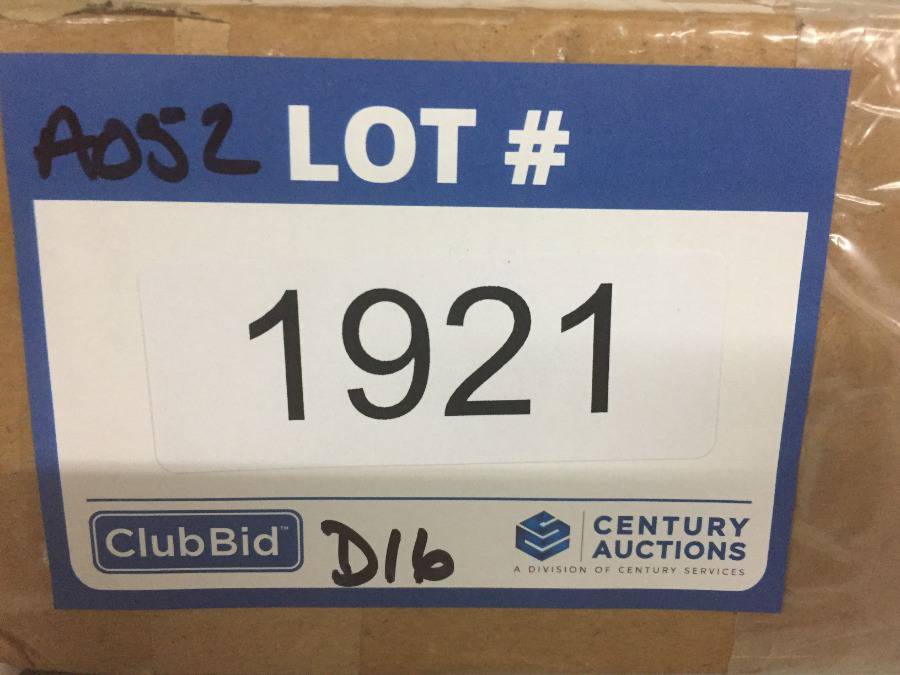 A052 LOT #
1921
ClubBid™ D16 CENTURY AUCTIONS
A DIVISION OF CENTURY SERVICES